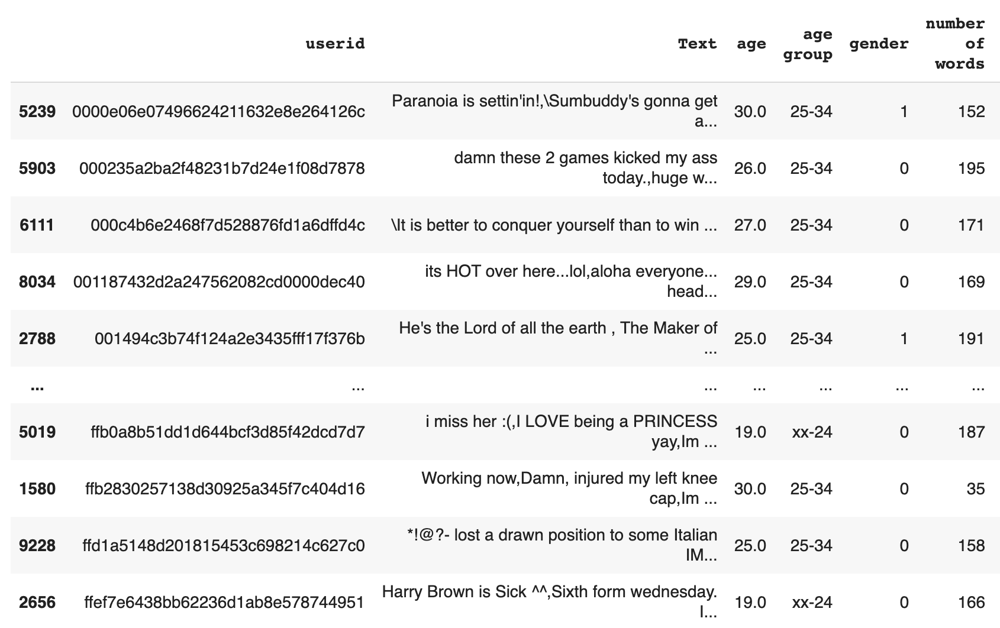 userid Text age age group gender number of words
5239 0000e06e07496624211632e8e264126c Paranoia is settin'in!,\Sumbuddy's gonna get a... 30.0 25-34 1 152
5903 000235a2ba2f48231b7d24e1f08d7878 damn these 2 games kicked my ass today.,huge w... 26.0 25-34 0 195
6111 000c4b6e2468f7d528876fd1a6dffd4c \It is better to conquer yourself than to win ... 27.0 25-34 0 171
8034 001187432d2a247562082cd0000dec40 its HOT over here...lol,aloha everyone... head... 29.0 25-34 0 169
2788 001494c3b74f124a2e3435fff17f376b He's the Lord of all the earth , The Maker of ... 25.0 25-34 1 191
... ... ... ... ... ... ...
5019 ffb0a8b51dd1d644bcf3d85f42dcd7d7 i miss her :(,I LOVE being a PRINCESS yay,Im ... 19.0 xx-24 0 187
1580 ffb2830257138d30925a345f7c404d16 Working now,Damn, injured my left knee cap,Im ... 30.0 25-34 0 35
9228 ffd1a5148d201815453c698214c627c0 *!@?- lost a drawn position to some Italian IM... 25.0 25-34 0 158
2656 ffef7e6438bb62236d1ab8e578744951 Harry Brown is Sick ^^,Sixth form wednesday. I... 19.0 xx-24 0 166